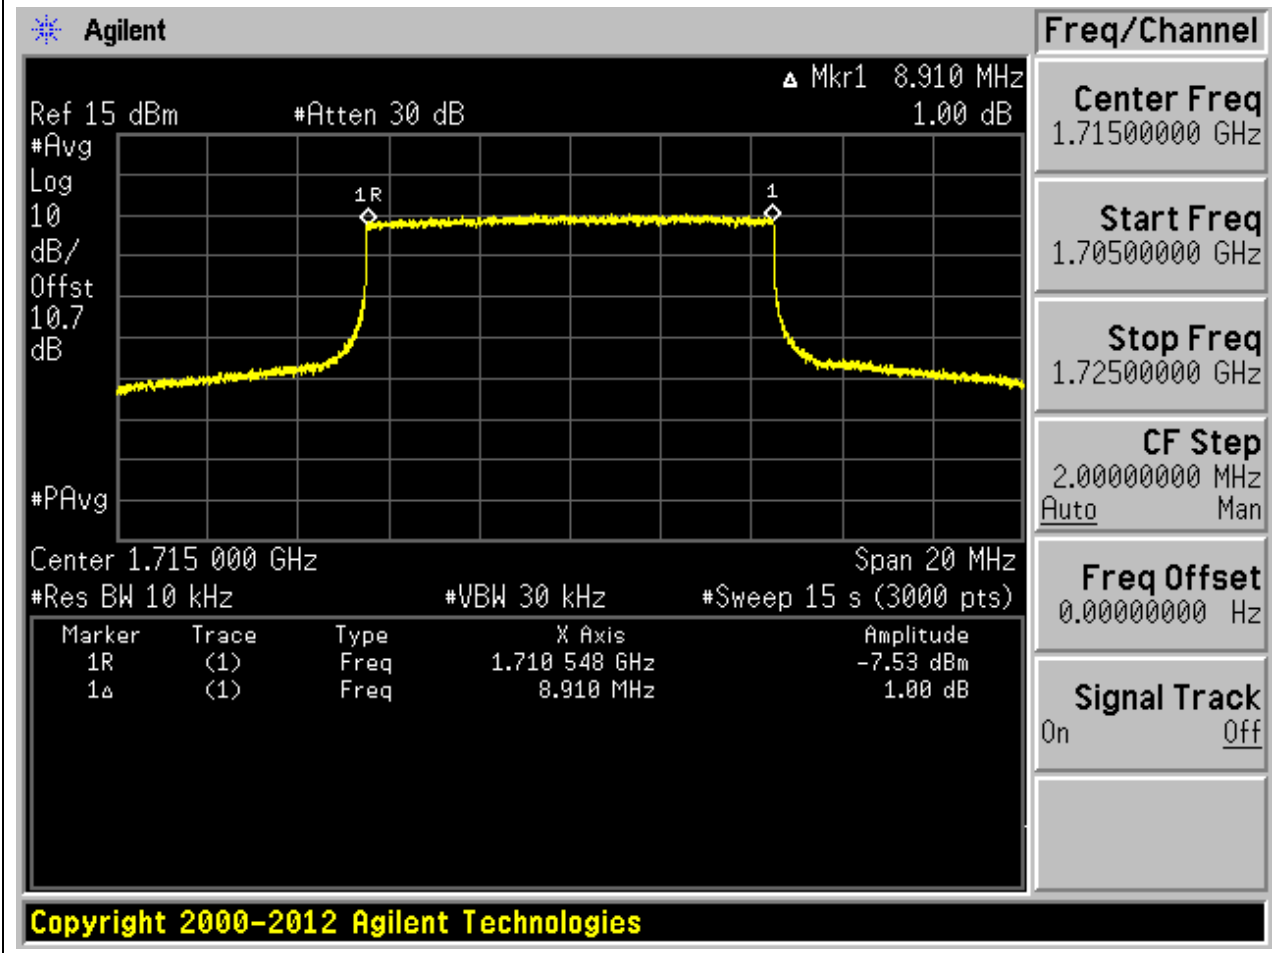 Agilent
Freq/Channel
Δ Mkr1 8.910 MHz
Ref 15 dBm #Atten 30 dB 1.00 dB
#Avg
Log
10
dB/
Offst
10.7
dB
#PAvg
1R
1
Center 1.715 000 GHz Span 20 MHz
#Res BW 10 kHz #VBW 30 kHz #Sweep 15 s (3000 pts)
Marker Trace Type X Axis Amplitude
1R (1) Freq 1.710 548 GHz -7.53 dBm
1Δ (1) Freq 8.910 MHz 1.00 dB
Center Freq
1.71500000 GHz
Start Freq
1.70500000 GHz
Stop Freq
1.72500000 GHz
CF Step
2.00000000 MHz
Auto Man
Freq Offset
0.00000000 Hz
Signal Track
On Off
Copyright 2000-2012 Agilent Technologies